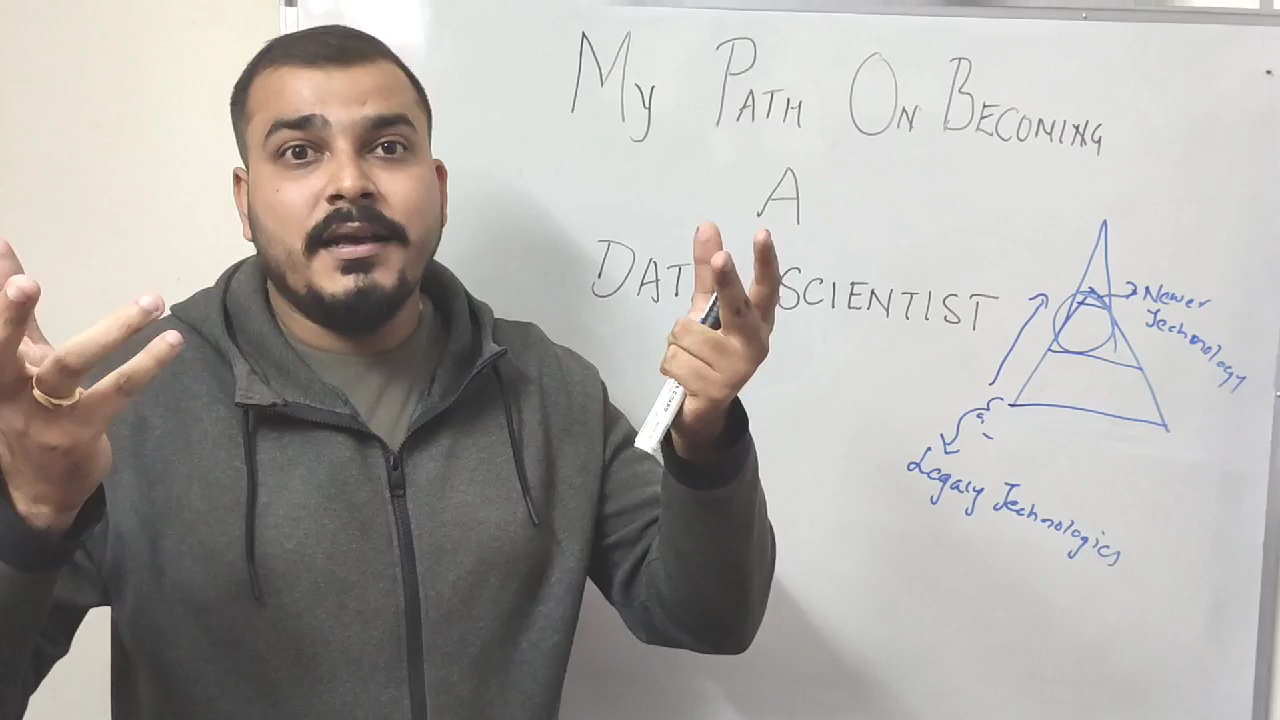 My PATH ON BECOMING
A
DAT SCIENTIST
Newer
Technology
Legacy Technologies